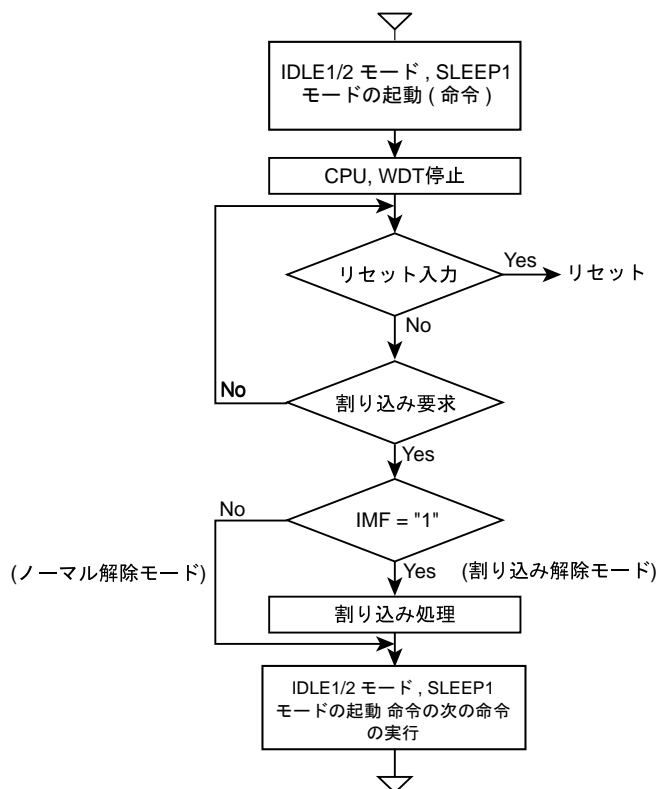 IDLE1/2 モード , SLEEP1
モードの起動 ( 命令 )
CPU, WDT停止
リセット入力
Yes
リセット
No
No
割り込み要求
Yes
No
IMF = "1"
(ノーマル解除モード)
Yes
(割り込み解除モード)
割り込み処理
IDLE1/2 モード , SLEEP1
モードの起動 命令の次の命令
の実行